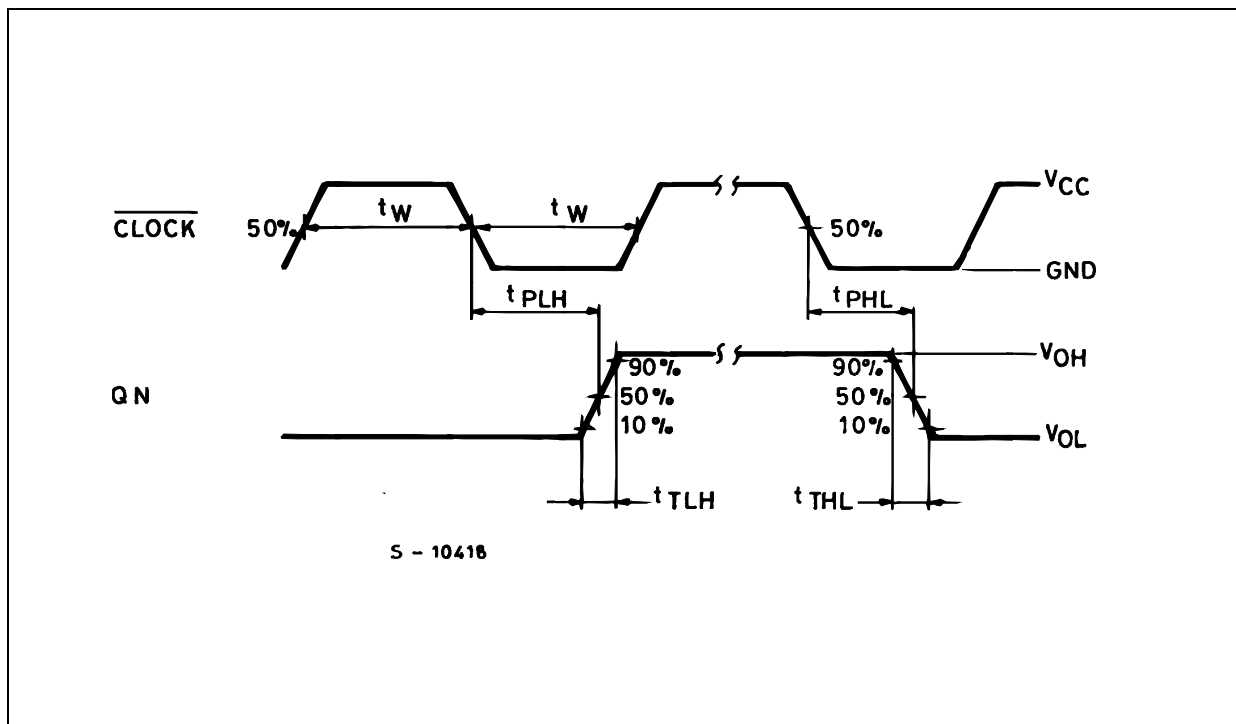 VCC
tW
tW
CLOCK
50%
50%
GND
tPLH
tPHL
VOH
90%
90%
QN
50%
50%
10%
10%
VOL
tTLH
tTHL
S - 10418